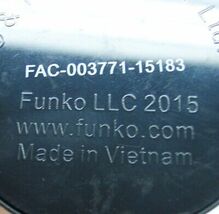 FAC-003771-15183
Funko LLC 2015
www.funko.com
Made in Vietnam